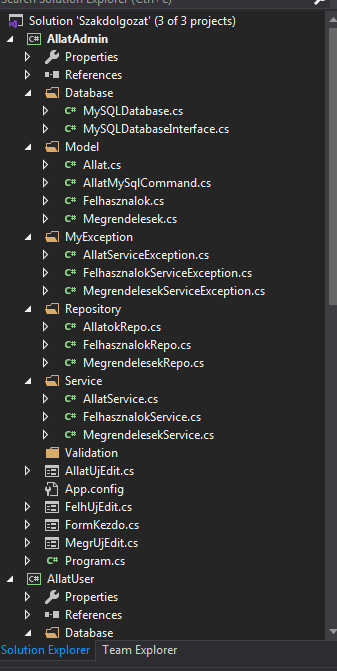 Search Solution Explorer (Ctrl+é)
Solution 'Szakdolgozat' (3 of 3 projects)
C# AllatAdmin
Properties
References
Database
C# MySQLDatabase.cs
C# MySQLDatabaseInterface.cs
Model
C# Allat.cs
C# AllatMySqlCommand.cs
C# Felhasznalok.cs
C# Megrendelesek.cs
MyException
C# AllatServiceException.cs
C# FelhasznalokServiceException.cs
C# MegrendelesekServiceException.cs
Repository
C# AllatokRepo.cs
C# FelhasznalokRepo.cs
C# MegrendelesekRepo.cs
Service
C# AllatService.cs
C# FelhasznalokService.cs
C# MegrendelesekService.cs
Validation
AllatUjEdit.cs
App.config
FelhUjEdit.cs
FormKezdo.cs
MegrUjEdit.cs
C# Program.cs
C# AllatUser
Properties
References
Database
Solution Explorer Team Explorer